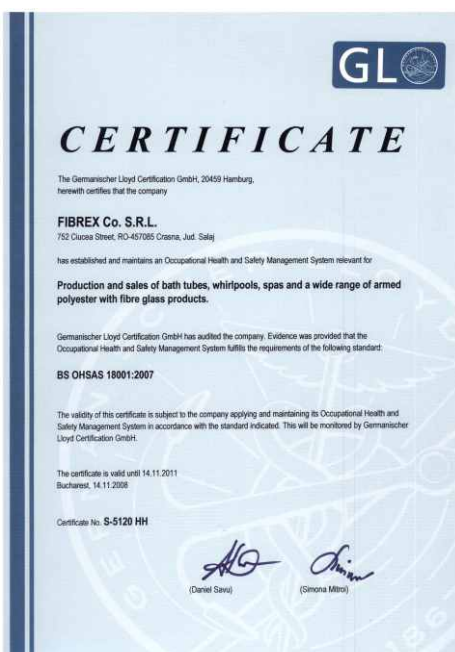 GL
CERTIFICATE
The Germanischer Lloyd Certification GmbH, 20459 Hamburg,
herewith certifies that the company
FIBREX Co. S.R.L.
752 Ciucea Street, RO-457085 Crasna, Jud. Salaj
has established and maintains an Occupational Health and Safety Management System relevant for
Production and sales of bath tubes, whirlpools, spas and a wide range of armed
polyester with fibre glass products.
Germanischer Lloyd Certification GmbH has audited the company. Evidence was provided that the
Occupational Health and Safety Management System fulfills the requirements of the following standard:
BS OHSAS 18001:2007
The validity of this certificate is subject to the company applying and maintaining its Occupational Health and
Safety Management System in accordance with the standard indicated. This will be monitored by Germanischer
Lloyd Certification GmbH.
The certificate is valid until 14.11.2011
Bucharest, 14.11.2008
Certificate No. S-5120 HH
(Daniel Savu) (Simona Mitroi)